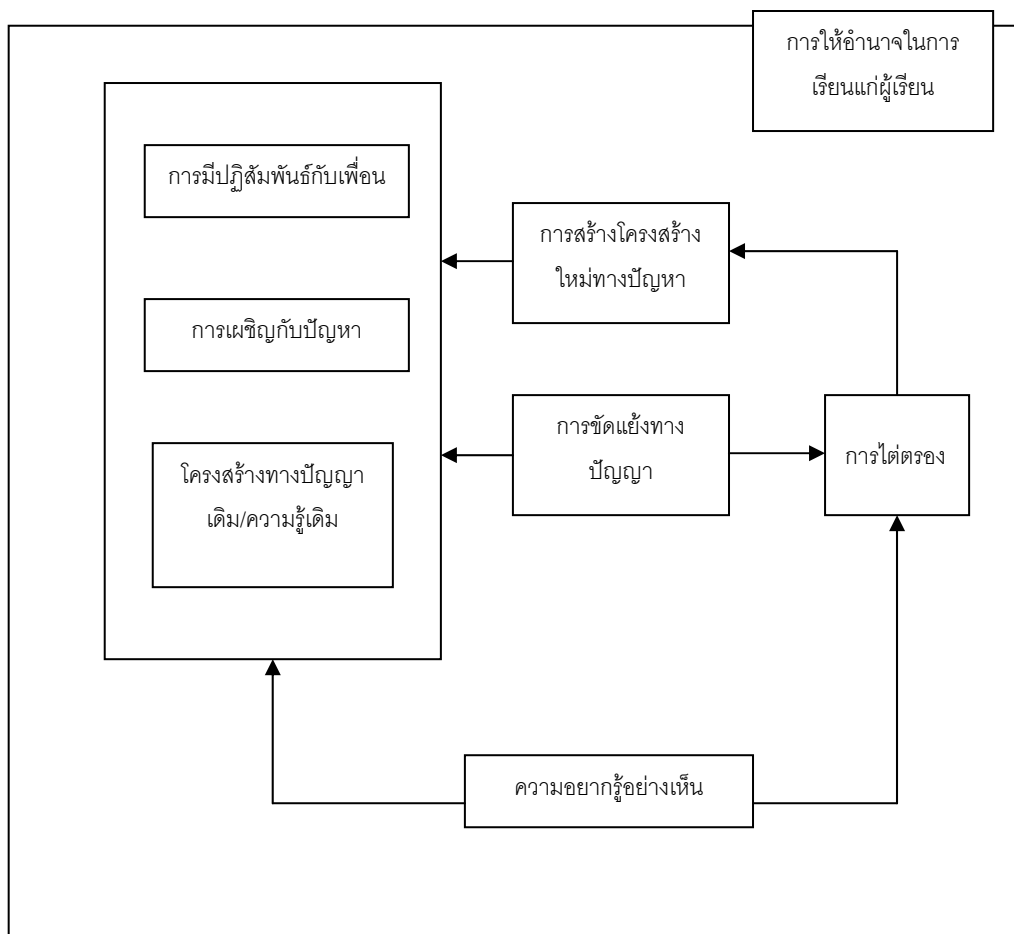 การให้อำนาจในการ
เรียนแก่ผู้เรียน
การมีปฏิสัมพันธ์กับเพื่อน
การสร้างโครงสร้าง
ใหม่ทางปัญหา
การเผชิญกับปัญหา
การขัดแย้งทาง
ปัญญา
การไต่ตรอง
โครงสร้างทางปัญญา
เดิม/ความรู้เดิม
ความอยากรู้อย่างเห็น